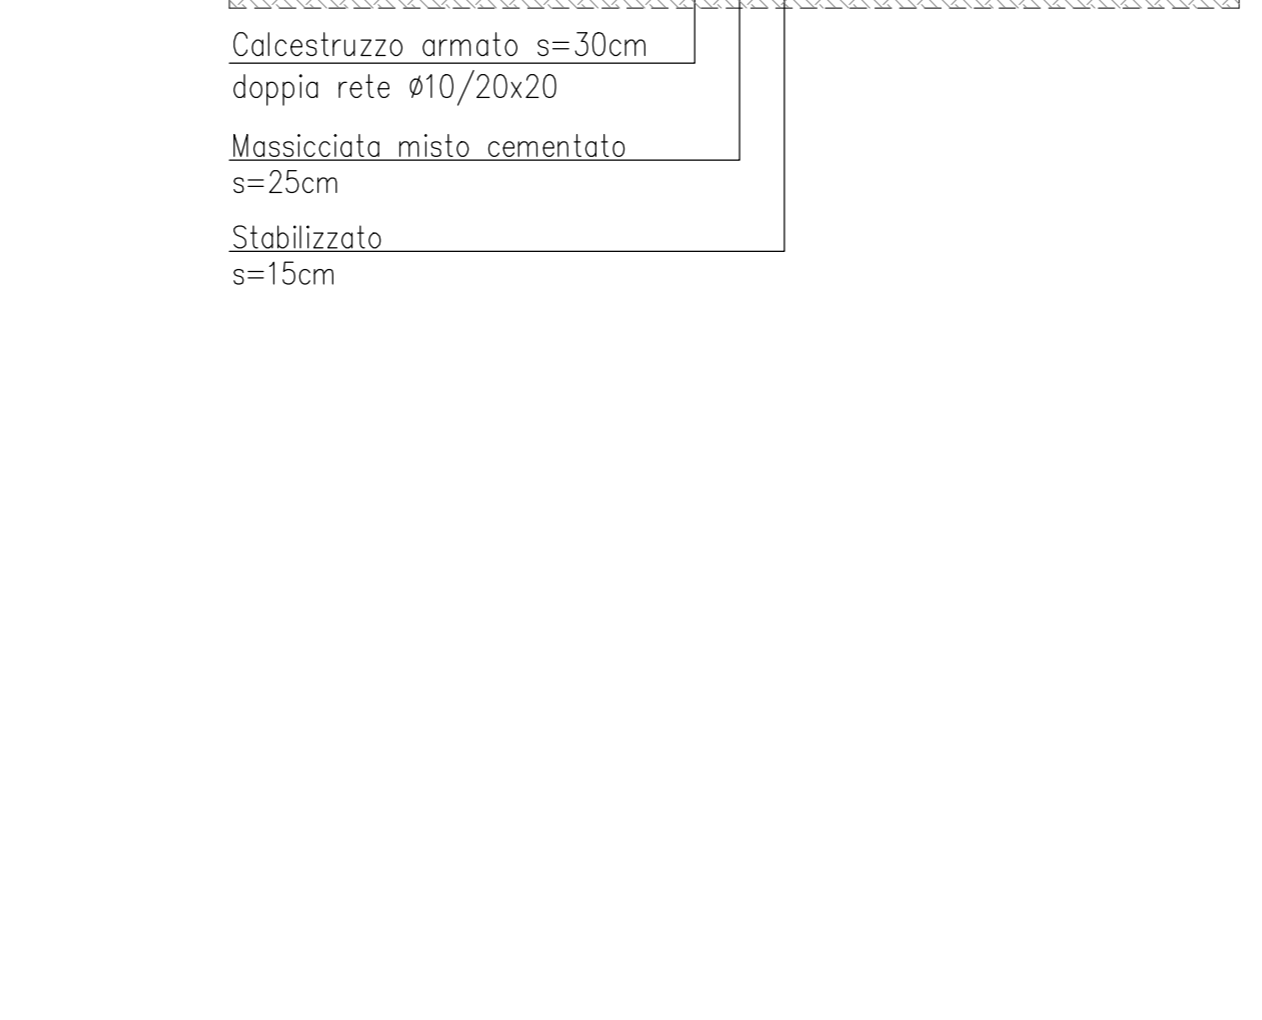 Calcestruzzo armato s=30cm
doppia rete Ø10/20x20
Massicciata misto cementato
s=25cm
Stabilizzato
s=15cm